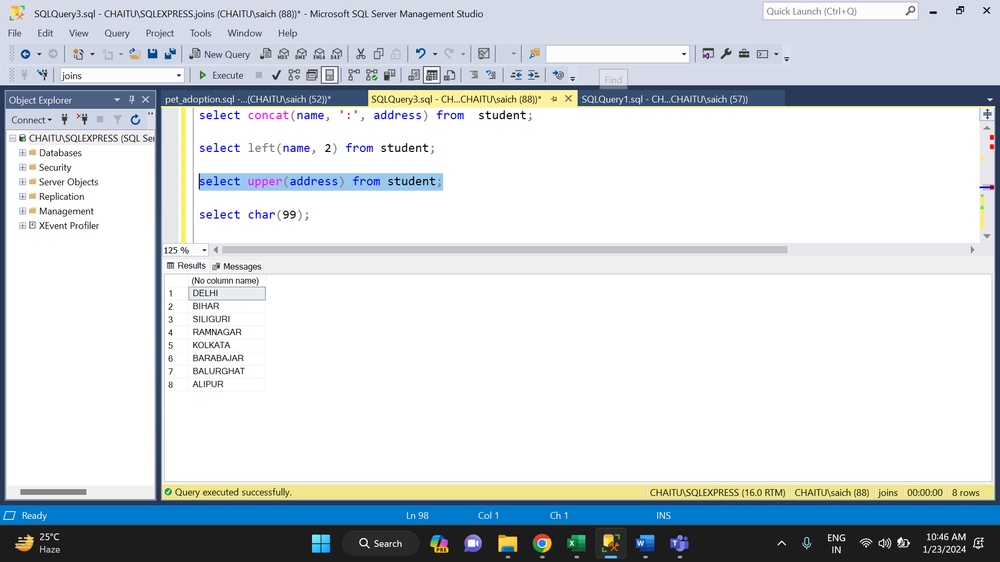 SQLQuery3.sql - CHAITU\SQLEXPRESS.joins (CHAITU\saich (88))* - Microsoft SQL Server Management Studio
Quick Launch (Ctrl+Q)
File Edit View Query Project Tools Window Help
New Query MDX DMX XMLA DAX
joins Execute
Find
Object Explorer
pet_adoption.sql -...(CHAITU\saich (52))* SQLQuery3.sql - CH...CHAITU\saich (88))* SQLQuery1.sql - CH...CHAITU\saich (57))
Connect
CHAITU\SQLEXPRESS (SQL Ser
Databases
Security
Server Objects
Replication
Management
XEvent Profiler
select concat(name, ':', address) from  student;
select left(name, 2) from student;
select upper(address) from student;
select char(99);
125 %
Results Messages
(No column name)
1 DELHI
2 BIHAR
3 SILIGURI
4 RAMNAGAR
5 KOLKATA
6 BARABAJAR
7 BALURGHAT
8 ALIPUR
Query executed successfully. CHAITU\SQLEXPRESS (16.0 RTM) CHAITU\saich (88) joins 00:00:00 8 rows
Ready Ln 98 Col 1 Ch 1 INS
25°C
Haze
Search
PRE
ENG
IN
10:46 AM
1/23/2024